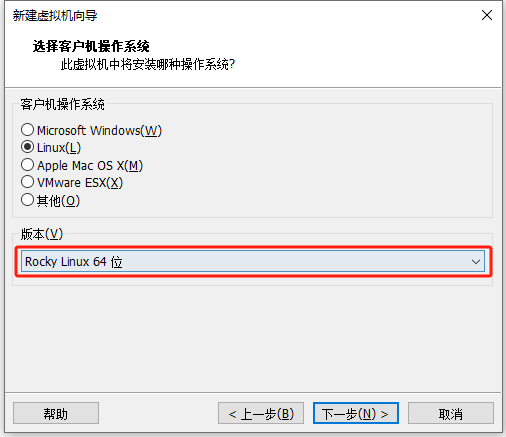 新建虚拟机向导
选择客户机操作系统
此虚拟机中将安装哪种操作系统?
客户机操作系统
Microsoft Windows(W)
Linux(L)
Apple Mac OS X(M)
VMware ESX(X)
其他(O)
版本(V)
Rocky Linux 64 位
帮助
< 上一步(B)
下一步(N) >
取消